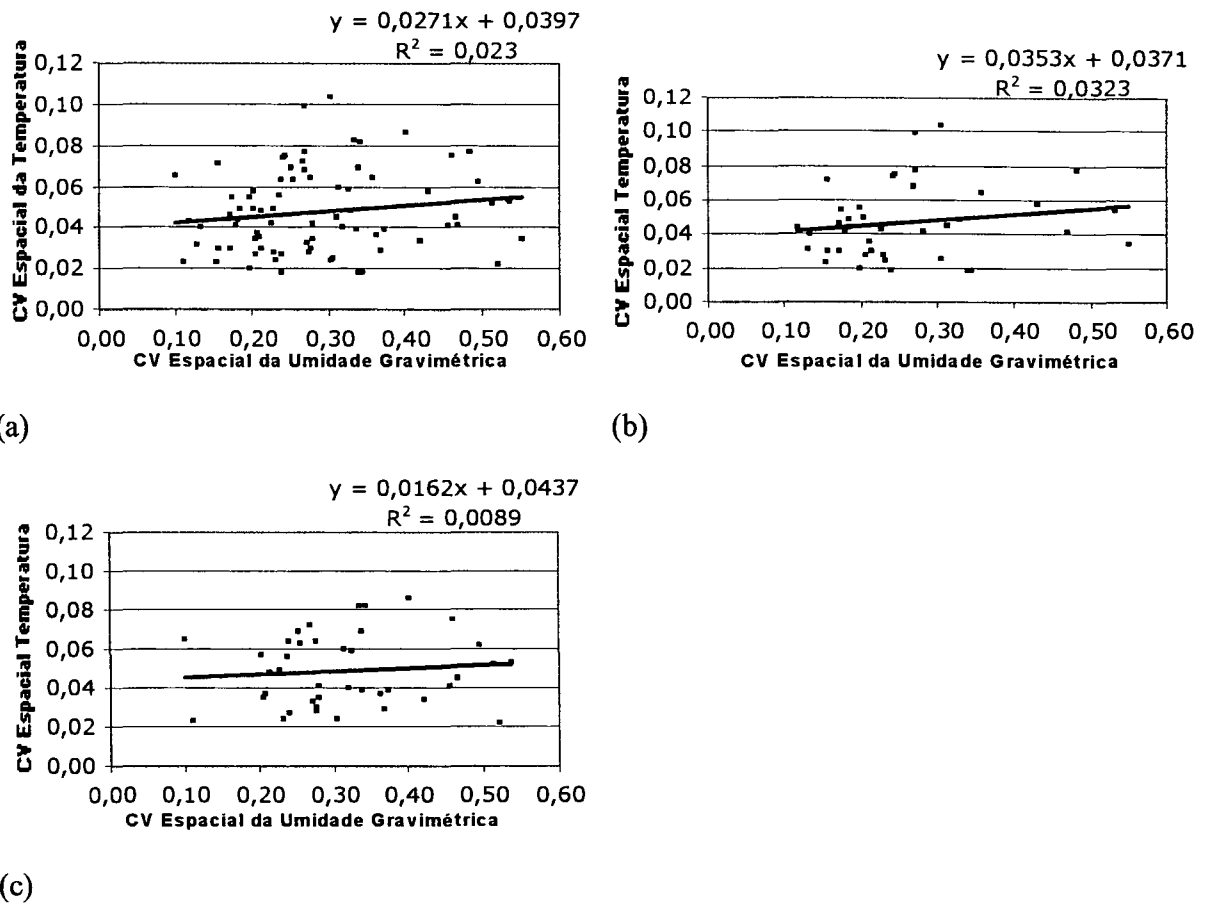 y = 0,0271x + 0,0397
R² = 0,023
CV Espacial da Temperatura
0,12
0,10
0,08
0,06
0,04
0,02
0,00
0,00 0,10 0,20 0,30 0,40 0,50 0,60
CV Espacial da Umidade Gravimétrica
(a)
y = 0,0353x + 0,0371
R² = 0,0323
CV Espacial Temperatura
0,12
0,10
0,08
0,06
0,04
0,02
0,00
0,00 0,10 0,20 0,30 0,40 0,50 0,60
CV Espacial da Umidade Gravimétrica
(b)
y = 0,0162x + 0,0437
R² = 0,0089
CV Espacial Temperatura
0,12
0,10
0,08
0,06
0,04
0,02
0,00
0,00 0,10 0,20 0,30 0,40 0,50 0,60
CV Espacial da Umidade Gravimétrica
(c)